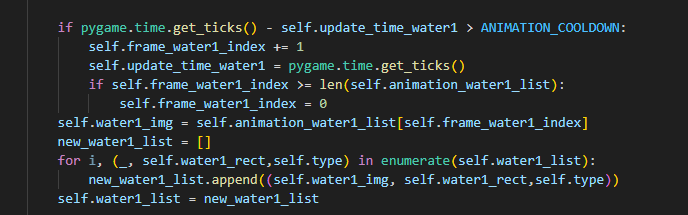 if pygame.time.get_ticks() - self.update_time_water1 > ANIMATION_COOLDOWN:
    self.frame_water1_index += 1
    self.update_time_water1 = pygame.time.get_ticks()
    if self.frame_water1_index >= len(self.animation_water1_list):
        self.frame_water1_index = 0
self.water1_img = self.animation_water1_list[self.frame_water1_index]
new_water1_list = []
for i, (_, self.water1_rect,self.type) in enumerate(self.water1_list):
    new_water1_list.append((self.water1_img, self.water1_rect,self.type))
self.water1_list = new_water1_list